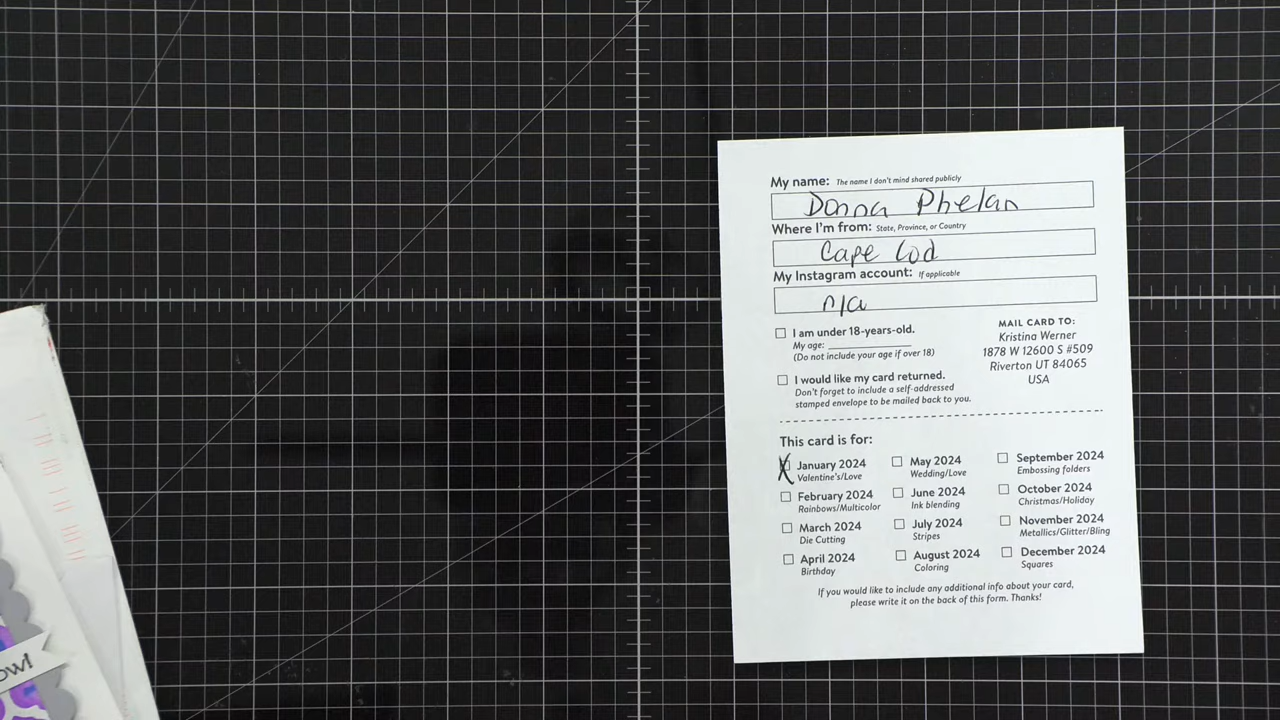 My name: The name I don't mind shared publicly
Donna Phelan
Where I'm from: State, Province, or Country
Cape Cod
My Instagram account: If applicable
n/a
I am under 18-years-old.
My age: ____________
(Do not include your age if over 18)
I would like my card returned.
Don't forget to include a self-addressed
stamped envelope to be mailed back to you.
MAIL CARD TO:
Kristina Werner
1878 W 12600 S #509
Riverton UT 84065
USA
This card is for:
January 2024
Valentine's/Love
February 2024
Rainbows/Multicolor
March 2024
Die Cutting
April 2024
Birthday
May 2024
Wedding/Love
June 2024
Ink blending
July 2024
Stripes
August 2024
Coloring
September 2024
Embossing folders
October 2024
Christmas/Holiday
November 2024
Metallics/Glitter/Bling
December 2024
Squares
If you would like to include any additional info about your card,
please write it on the back of this form. Thanks!